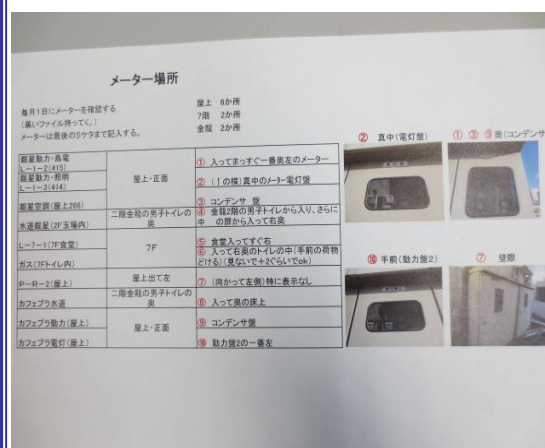 メーター場所
毎月1日にメーターを確認する
(黒いファイル持ってく。)
メーターは最後の5ケタまで記入する。
屋上 6か所
7階 2か所
金龍 2か所
銀星動力・島電
L-1-2(415)
銀星動力・照明
L-1-3(414)
銀星空調(屋上266)
水道銀星(2F玉場内)
L-7-1(7F食堂)
ガス(7Fトイレ内)
P-R-2(屋上)
カフェプラ水道
カフェプラ動力(屋上)
カフェプラ電灯(屋上)
屋上・正面
二階金龍の男子トイレの奥
7F
屋上出て左
二階金龍の男子トイレの奥
屋上・正面
① 入ってまっすぐ一番奥左のメーター
② (↑の横)真中のメーター電灯盤
③ コンデンサ 盤
④ 金龍2階の男子トイレから入り、さらに
中 の扉から入って右奥
⑤ 食堂入ってすぐ右
⑥ 入って右奥のトイレの中(手前の荷物
どける)(見ないで+2ぐらいでok)
⑦ (向かって左側)特に表示なし
⑧ 入って奥の床上
⑨ コンデンサ盤
⑩ 動力盤2の一番左
② 真中(電灯盤)
① ③ ⑨ 奥(コンデンサ
⑩ 手前(動力盤2)
⑦ 壁際